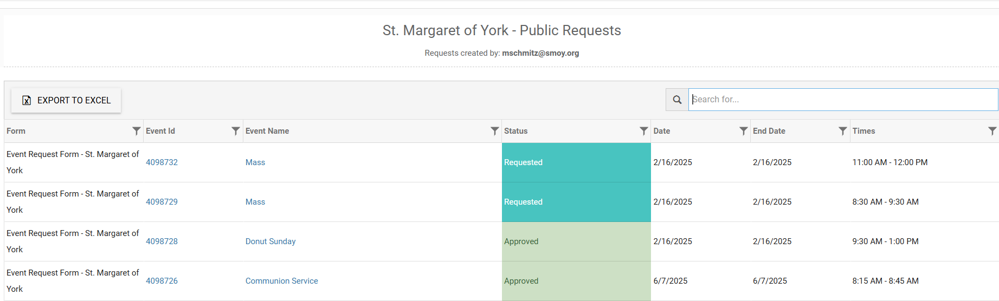 St. Margaret of York - Public Requests
Requests created by: mschmitz@smoy.org
EXPORT TO EXCEL
Search for...
Form Event Id Event Name Status Date End Date Times
Event Request Form - St. Margaret of
York
4098732 Mass Requested 2/16/2025 2/16/2025 11:00 AM - 12:00 PM
Event Request Form - St. Margaret of
York
4098729 Mass Requested 2/16/2025 2/16/2025 8:30 AM - 9:30 AM
Event Request Form - St. Margaret of
York
4098728 Donut Sunday Approved 2/16/2025 2/16/2025 9:30 AM - 1:00 PM
Event Request Form - St. Margaret of
York
4098726 Communion Service Approved 6/7/2025 6/7/2025 8:15 AM - 8:45 AM